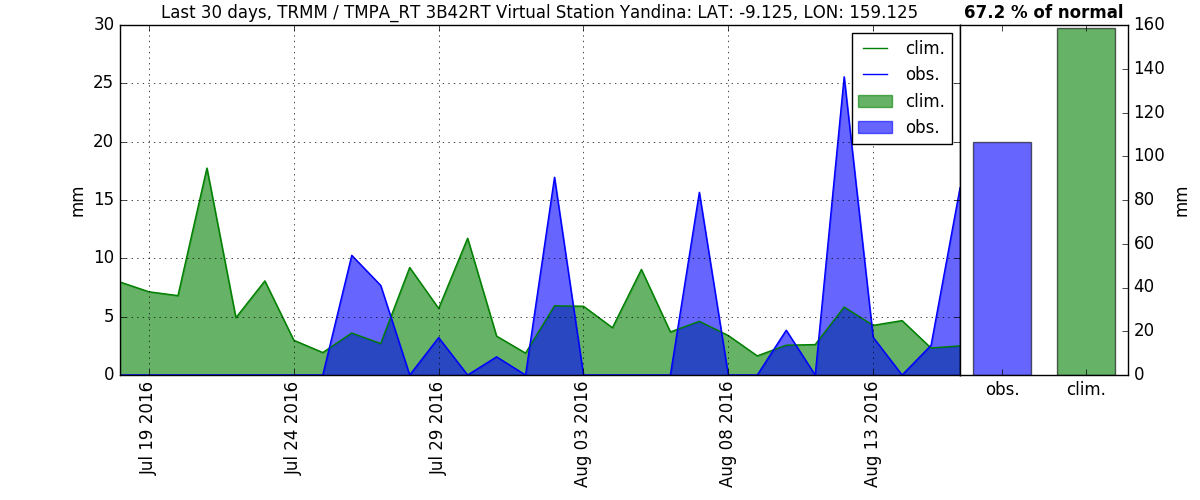 Last 30 days, TRMM / TMPA_RT 3B42RT Virtual Station Yandina: LAT: -9.125, LON: 159.125
67.2 % of normal
30
25
20
15
10
5
0
mm
clim.
obs.
clim.
obs.
160
140
120
100
80
60
40
20
0
mm
Jul 19 2016
Jul 24 2016
Jul 29 2016
Aug 03 2016
Aug 08 2016
Aug 13 2016
obs.
clim.